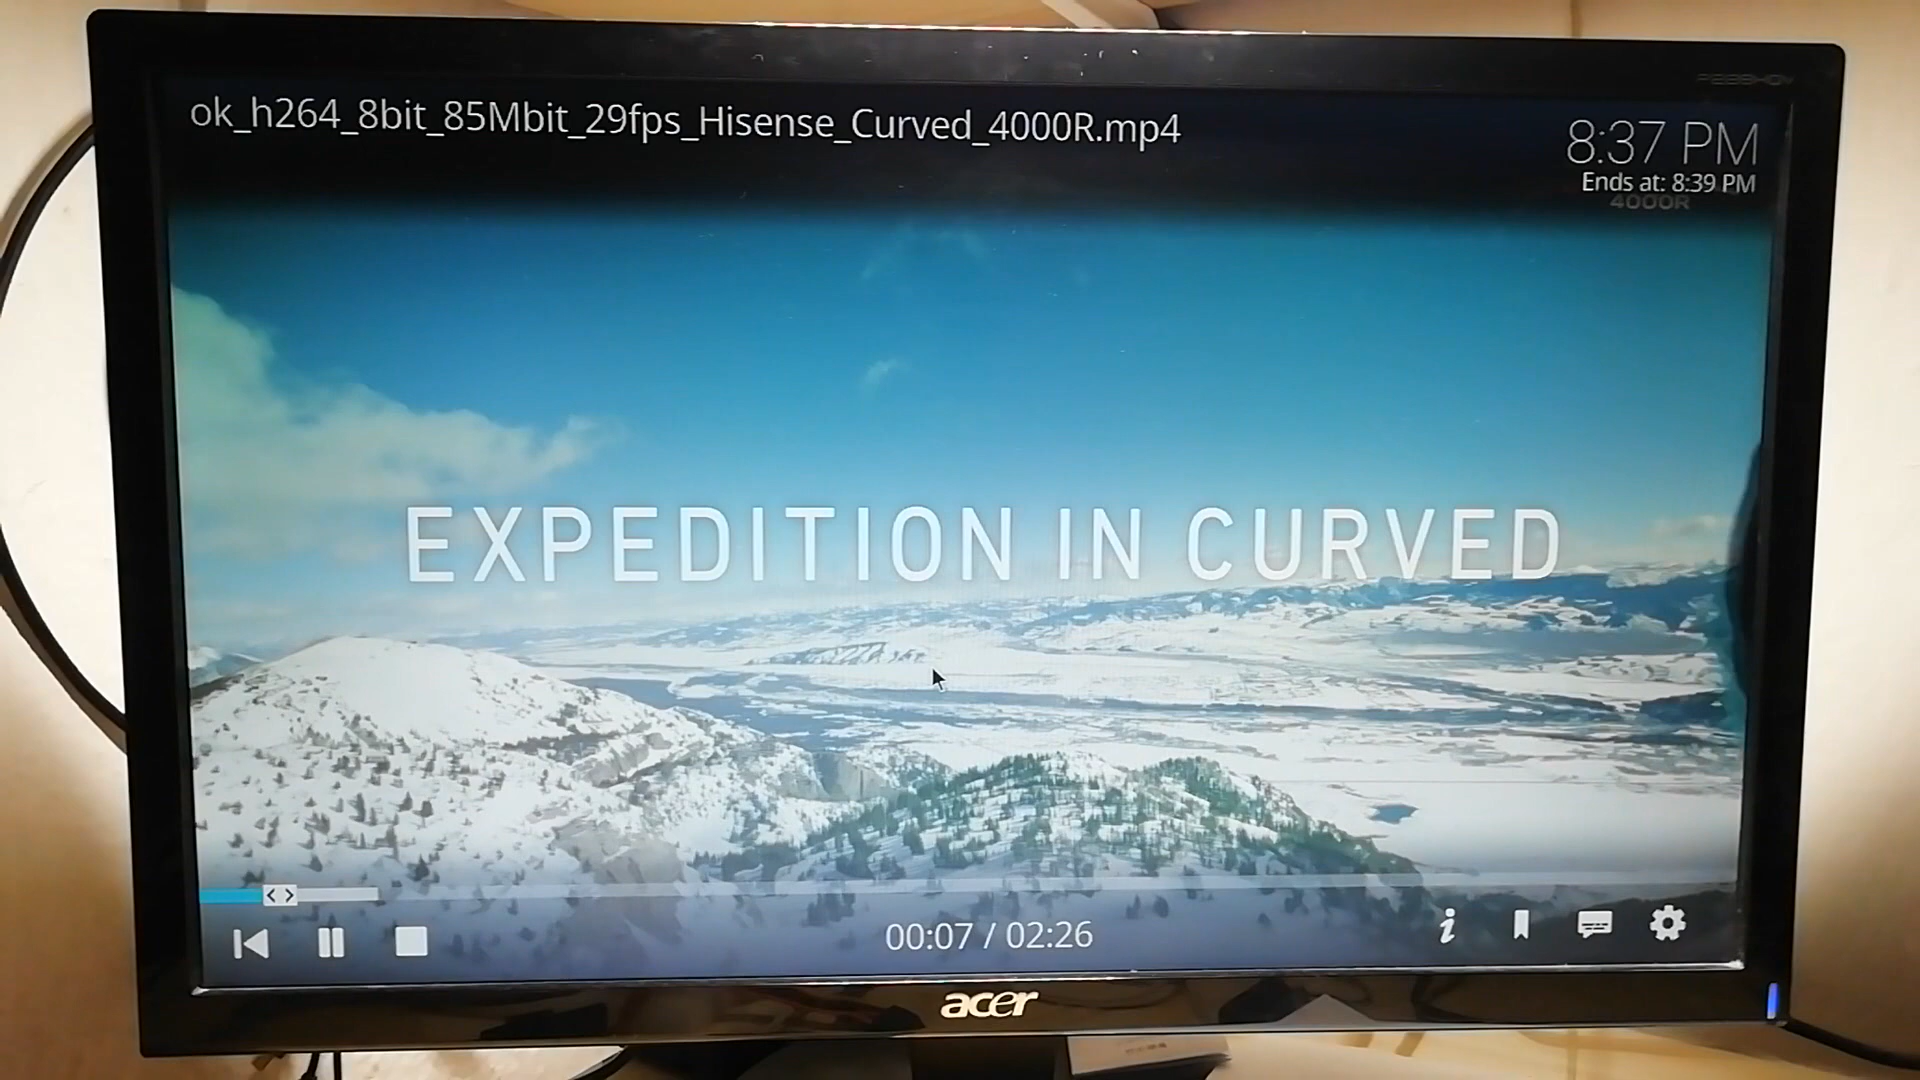 ok_h264_8bit_85Mbit_29fps_Hisense_Curved_4000R.mp4
8:37 PM
Ends at: 8:39 PM
4000R
EXPEDITION IN CURVED
00:07 / 02:26
acer